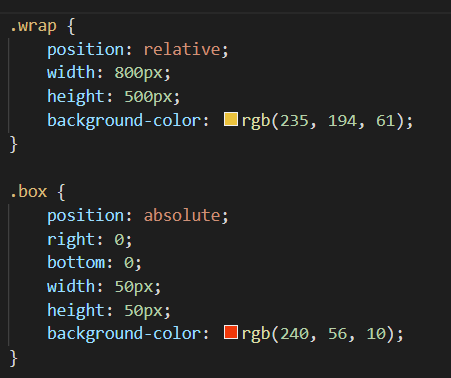 .wrap {
    position: relative;
    width: 800px;
    height: 500px;
    background-color: rgb(235, 194, 61);
}

.box {
    position: absolute;
    right: 0;
    bottom: 0;
    width: 50px;
    height: 50px;
    background-color: rgb(240, 56, 10);
}